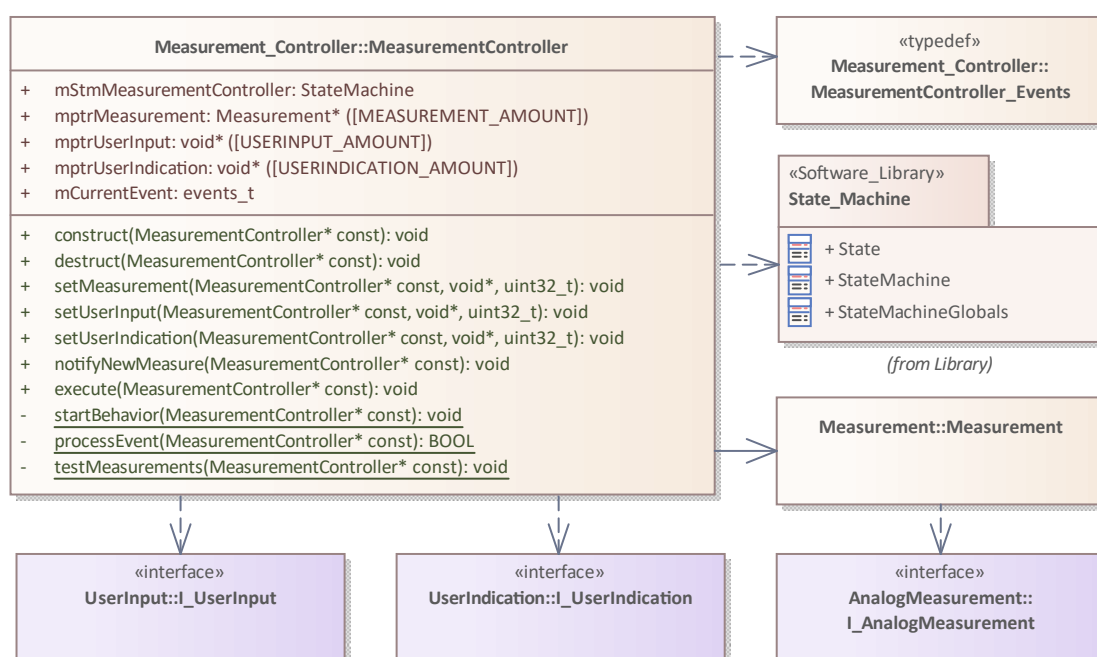 Measurement_Controller::MeasurementController
+ mStmMeasurementController: StateMachine
+ mptrMeasurement: Measurement* ([MEASUREMENT_AMOUNT])
+ mptrUserInput: void* ([USERINPUT_AMOUNT])
+ mptrUserIndication: void* ([USERINDICATION_AMOUNT])
+ mCurrentEvent: events_t
+ construct(MeasurementController* const): void
+ destruct(MeasurementController* const): void
+ setMeasurement(MeasurementController* const, void*, uint32_t): void
+ setUserInput(MeasurementController* const, void*, uint32_t): void
+ setUserIndication(MeasurementController* const, void*, uint32_t): void
+ notifyNewMeasure(MeasurementController* const): void
+ execute(MeasurementController* const): void
- startBehavior(MeasurementController* const): void
- processEvent(MeasurementController* const): BOOL
- testMeasurements(MeasurementController* const): void
«typedef»
Measurement_Controller::
MeasurementController_Events
«Software_Library»
State_Machine
+ State
+ StateMachine
+ StateMachineGlobals
(from Library)
Measurement::Measurement
«interface»
UserInput::I_UserInput
«interface»
UserIndication::I_UserIndication
«interface»
AnalogMeasurement::
I_AnalogMeasurement